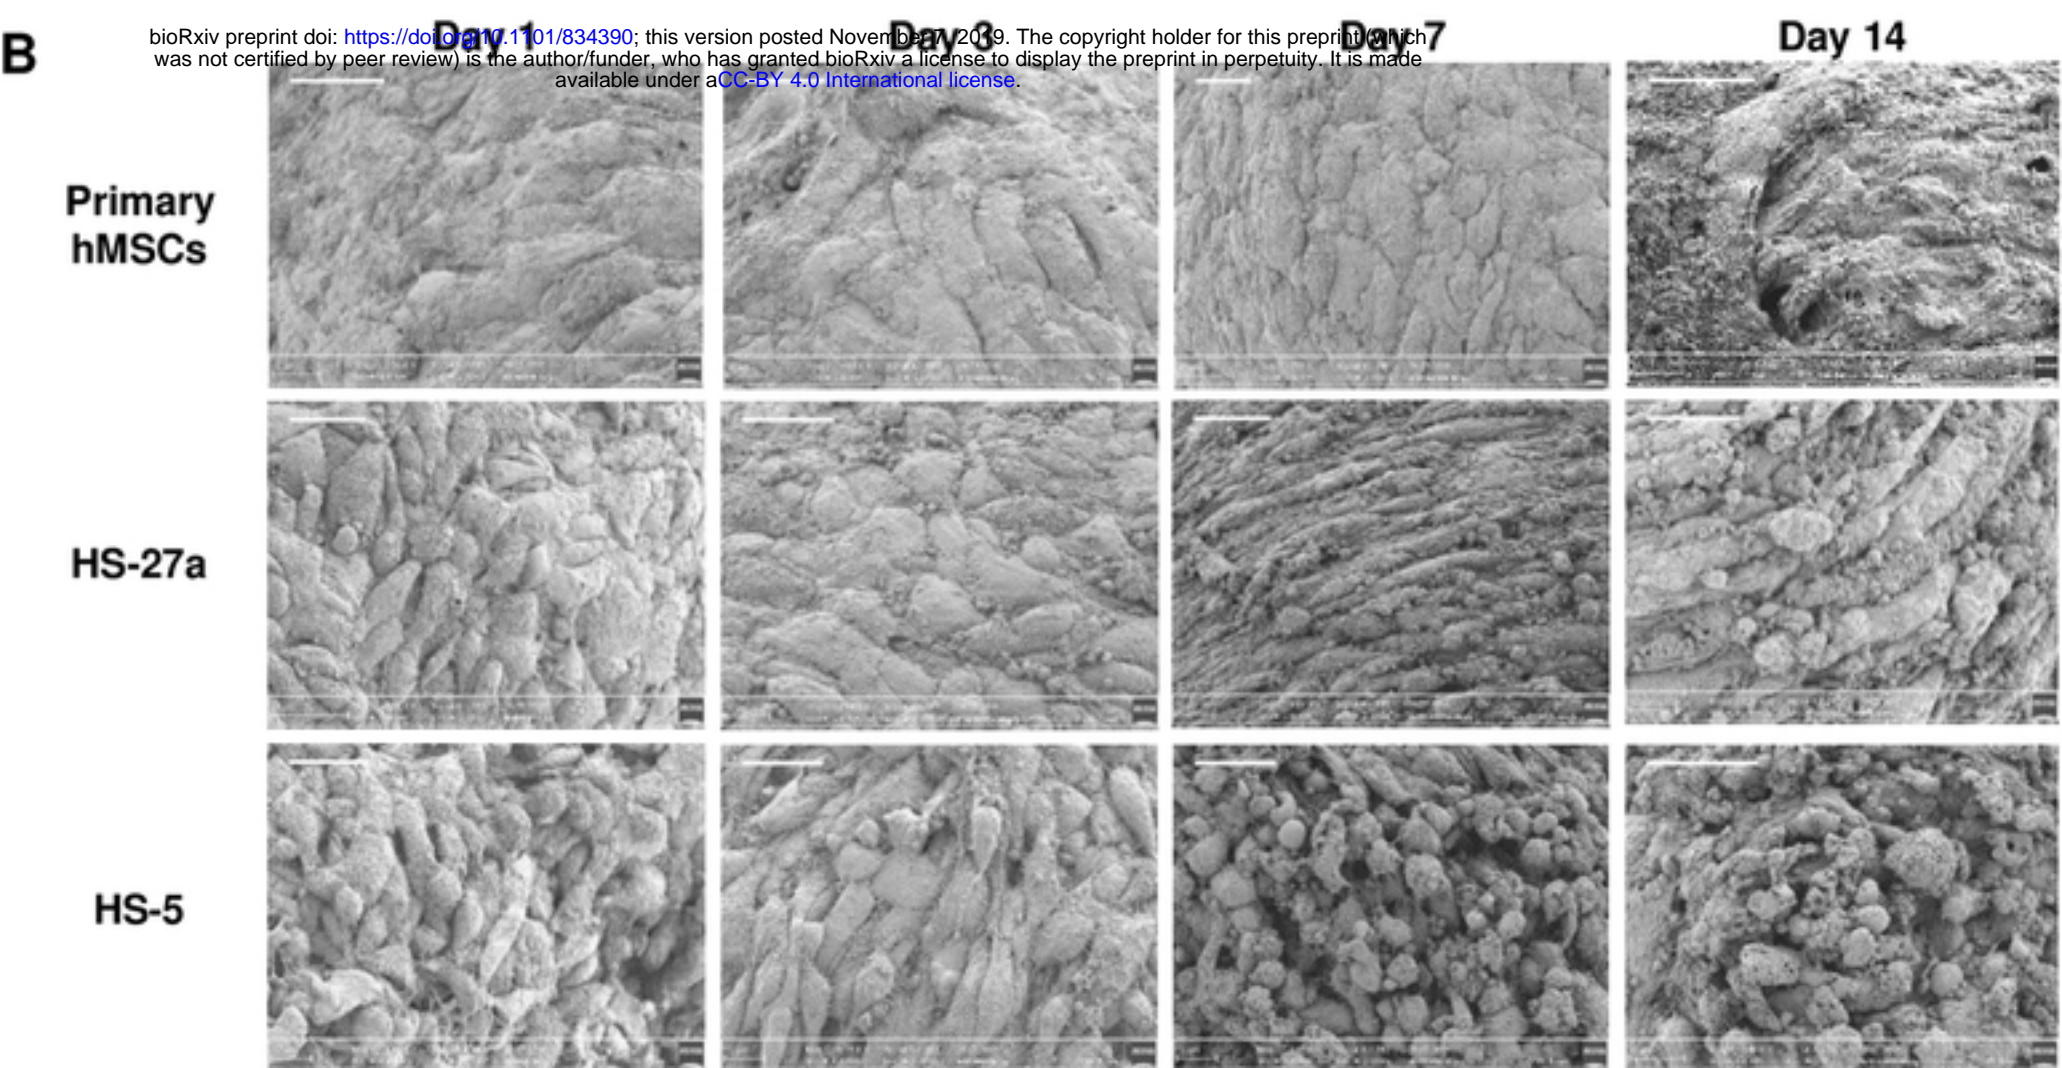 B
Day 1
Day 3
Day 7
Day 14
bioRxiv preprint doi: https://doi.org/10.1101/834390; this version posted November 7, 2019. The copyright holder for this preprint (which
was not certified by peer review) is the author/funder, who has granted bioRxiv a license to display the preprint in perpetuity. It is made
available under aCC-BY 4.0 International license.
Primary
hMSCs
HS-27a
HS-5